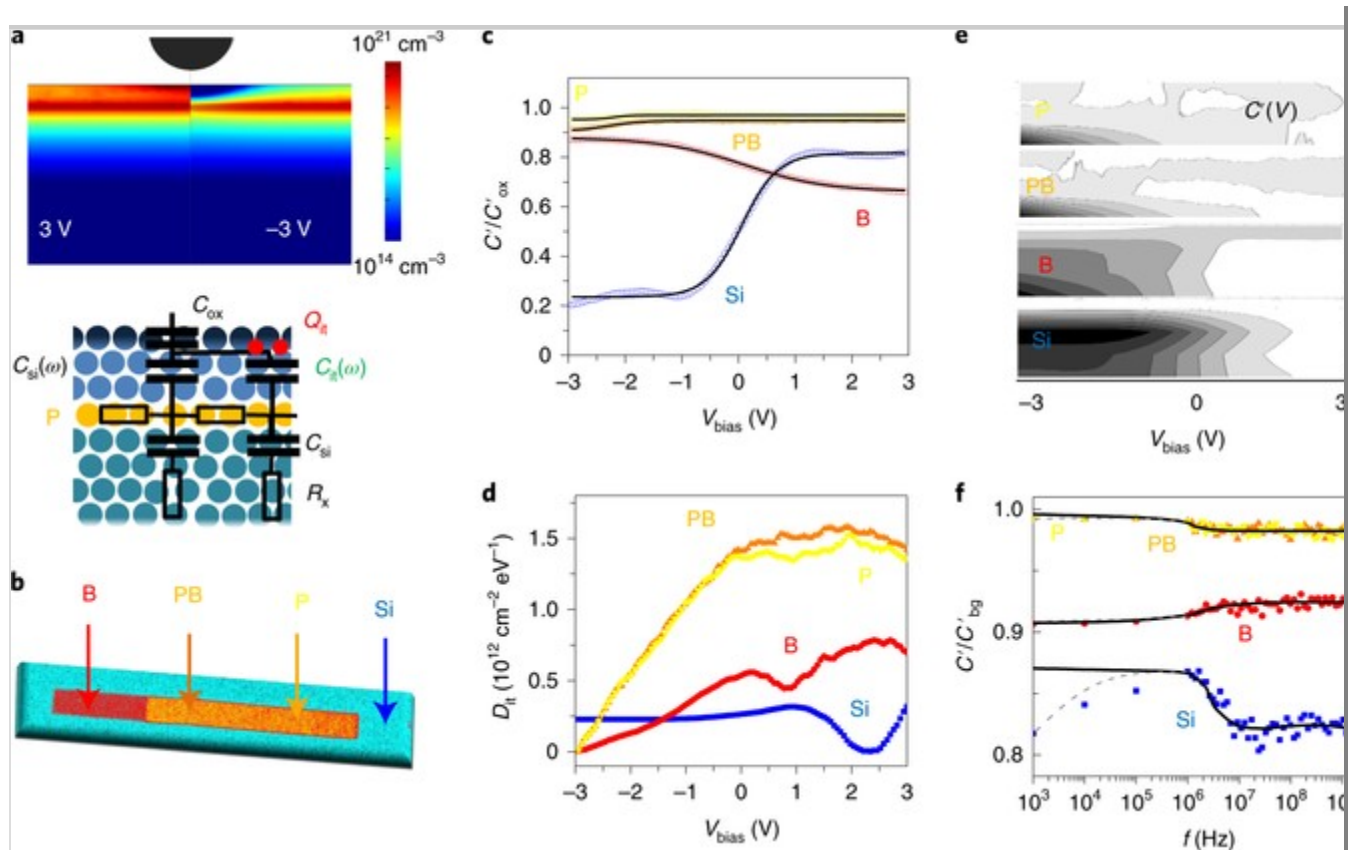 a
10²¹ cm⁻³
3 V
−3 V
10¹⁴ cm⁻³
C_ox
Q_it
C_si(ω)
C_it(ω)
P
C_si
R_x
b
B
PB
P
Si
c
P
PB
B
Si
1.0
0.8
0.6
0.4
0.2
0
C′/C′_ox
−3
−2
−1
0
1
2
3
V_bias (V)
d
PB
P
B
Si
1.5
1.0
0.5
0
D_it (10¹² cm⁻² eV⁻¹)
−3
−2
−1
0
1
2
3
V_bias (V)
e
P
C′(V)
PB
B
Si
−3
0
3
V_bias (V)
f
1.0
P
PB
0.9
B
Si
0.8
C′/C′_bg
10³
10⁴
10⁵
10⁶
10⁷
10⁸
10⁹
f (Hz)